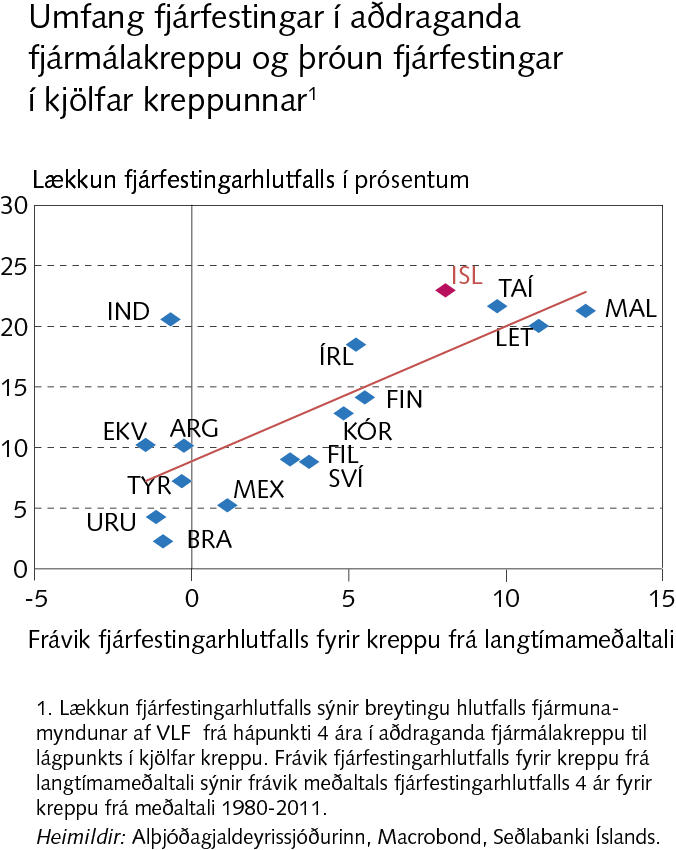 Umfang fjárfestingar í aðdraganda
fjármálakreppu og þróun fjárfestingar
í kjölfar kreppunnar¹
Lækkun fjárfestingarhlutfalls í prósentum
30
25
20
15
10
5
0
ISL
TAÍ
MAL
IND
LET
ÍRL
FIN
KÓR
EKV
ARG
FIL
SVÍ
TYR
MEX
URU
BRA
-5
0
5
10
15
Frávik fjárfestingarhlutfalls fyrir kreppu frá langtímameðaltali
1. Lækkun fjárfestingarhlutfalls sýnir breytingu hlutfalls fjármuna-
myndunar af VLF frá hápunkti 4 ára í aðdraganda fjármálakreppu til
lágpunkts í kjölfar kreppu. Frávik fjárfestingarhlutfalls fyrir kreppu frá
langtímameðaltali sýnir frávik meðaltals fjárfestingarhlutfalls 4 ár fyrir
kreppu frá meðaltali 1980-2011.
Heimildir: Alþjóðagjaldeyrissjóðurinn, Macrobond, Seðlabanki Íslands.